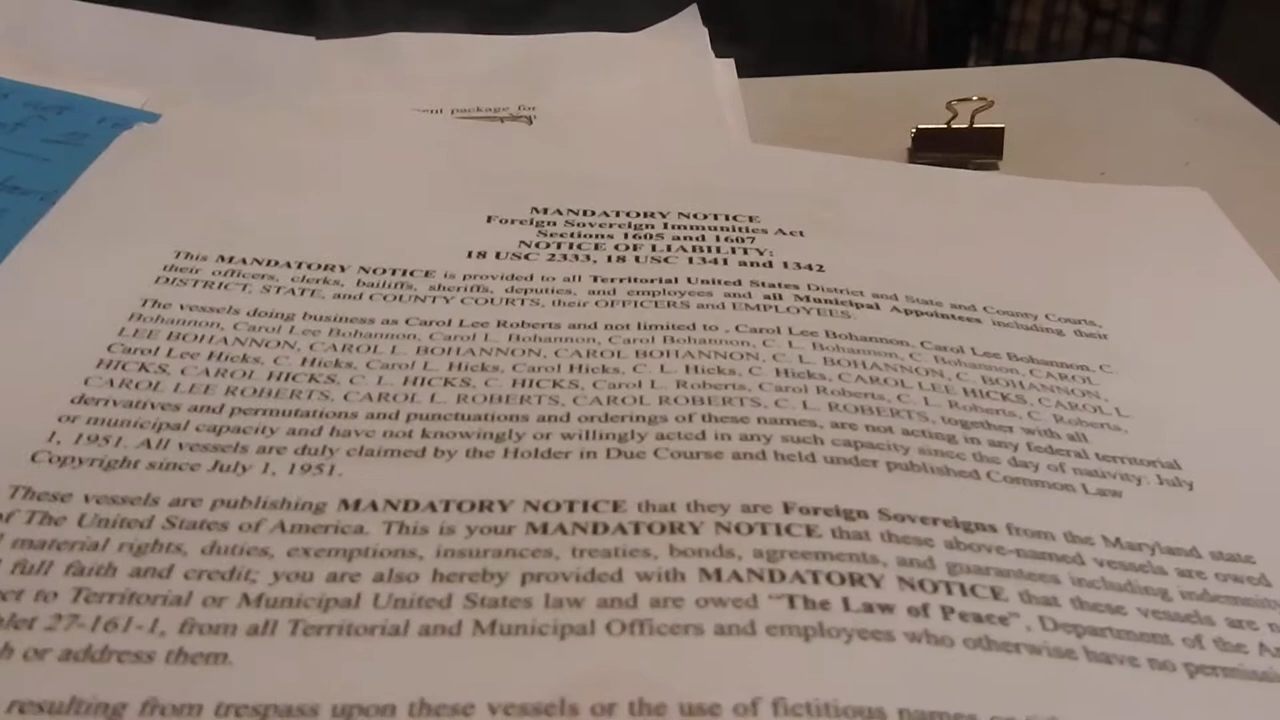 package for
MANDATORY NOTICE
Foreign Sovereign Immunities Act
Sections 1605 and 1607
NOTICE OF LIABILITY:
18 USC 2333, 18 USC 1341 and 1342
This MANDATORY NOTICE is provided to all Territorial United States District and State and County Courts,
their officers, clerks, bailiffs, sheriffs, deputies, and employees and all Municipal Appointees including their
DISTRICT, STATE, and COUNTY COURTS, their OFFICERS and EMPLOYEES.
The vessels doing business as Carol Lee Roberts and not limited to , Carol Lee Bohannon, Carol Lee Bohannon, C.
Bohannon, Carol Lee Bohannon, Carol L. Bohannon, Carol Bohannon, C. L. Bohannon, C. Bohannon, CAROL
LEE BOHANNON, CAROL L. BOHANNON, CAROL BOHANNON, C. L. BOHANNON, C. BOHANNON,
Carol Lee Hicks, C. Hicks, Carol L. Hicks, Carol Hicks, C. L. Hicks, C. Hicks, CAROL LEE HICKS, CAROL L.
HICKS, CAROL HICKS, C. L. HICKS, C. HICKS, Carol L. Roberts, Carol Roberts, C. L. Roberts, C. Roberts,
CAROL LEE ROBERTS, CAROL L. ROBERTS, CAROL ROBERTS, C. L. ROBERTS, together with all
derivatives and permutations and punctuations and orderings of these names, are not acting in any federal territorial
or municipal capacity and have not knowingly or willingly acted in any such capacity since the day of nativity: July
1, 1951. All vessels are duly claimed by the Holder in Due Course and held under published Common Law
Copyright since July 1, 1951.
These vessels are publishing MANDATORY NOTICE that they are Foreign Sovereigns from the Maryland state
of The United States of America. This is your MANDATORY NOTICE that these above-named vessels are owed
material rights, duties, exemptions, insurances, treaties, bonds, agreements, and guarantees including indemnit
full faith and credit; you are also hereby provided with MANDATORY NOTICE that these vessels are n
ct to Territorial or Municipal United States law and are owed "The Law of Peace", Department of the Ar
let 27-161-1, from all Territorial and Municipal Officers and employees who otherwise have no permissi
h or address them.
resulting from trespass upon these vessels or the use of fictitious names